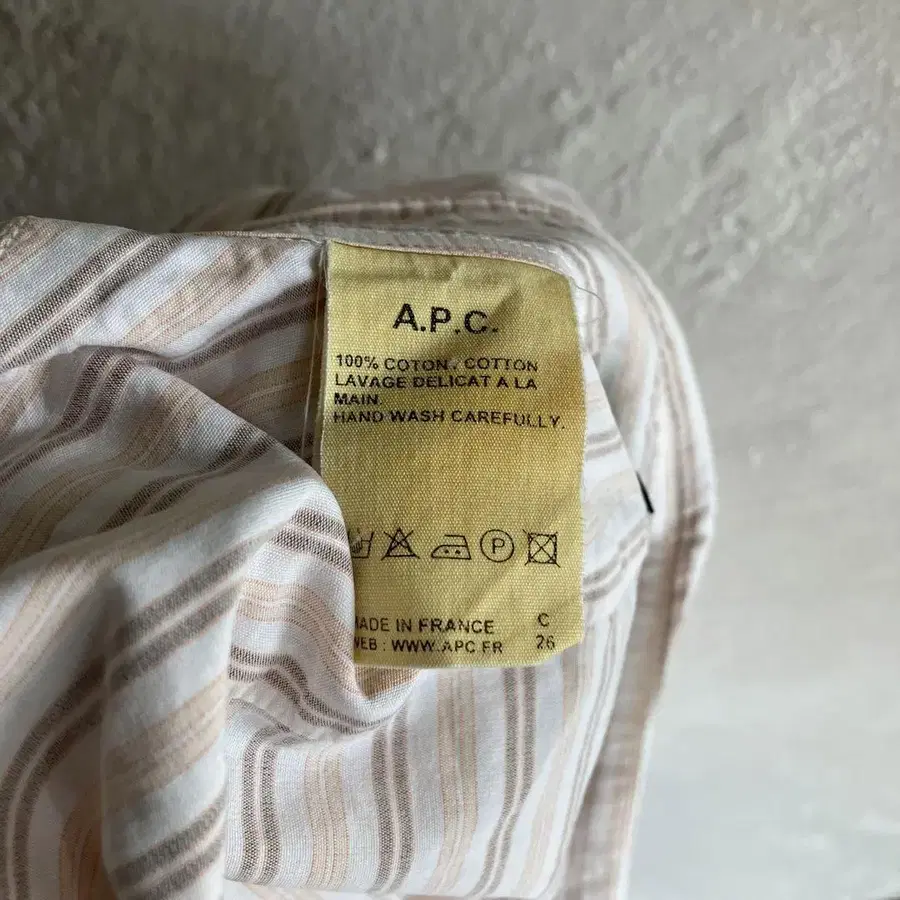 A.P.C.
100% COTON. COTTON
LAVAGE DELICAT A LA
MAIN
HAND WASH CAREFULLY.
P
MADE IN FRANCE C
WEB : WWW.APC.FR 26